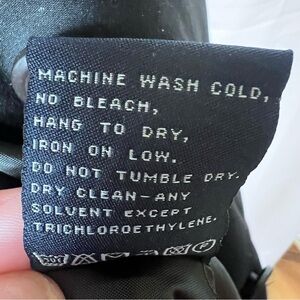 MACHINE WASH COLD,
NO BLEACH,
HANG TO DRY,
IRON ON LOW.
DO NOT TUMBLE DRY.
DRY CLEAN-ANY
SOLVENT EXCEPT
TRICHLOROETHYLENE.